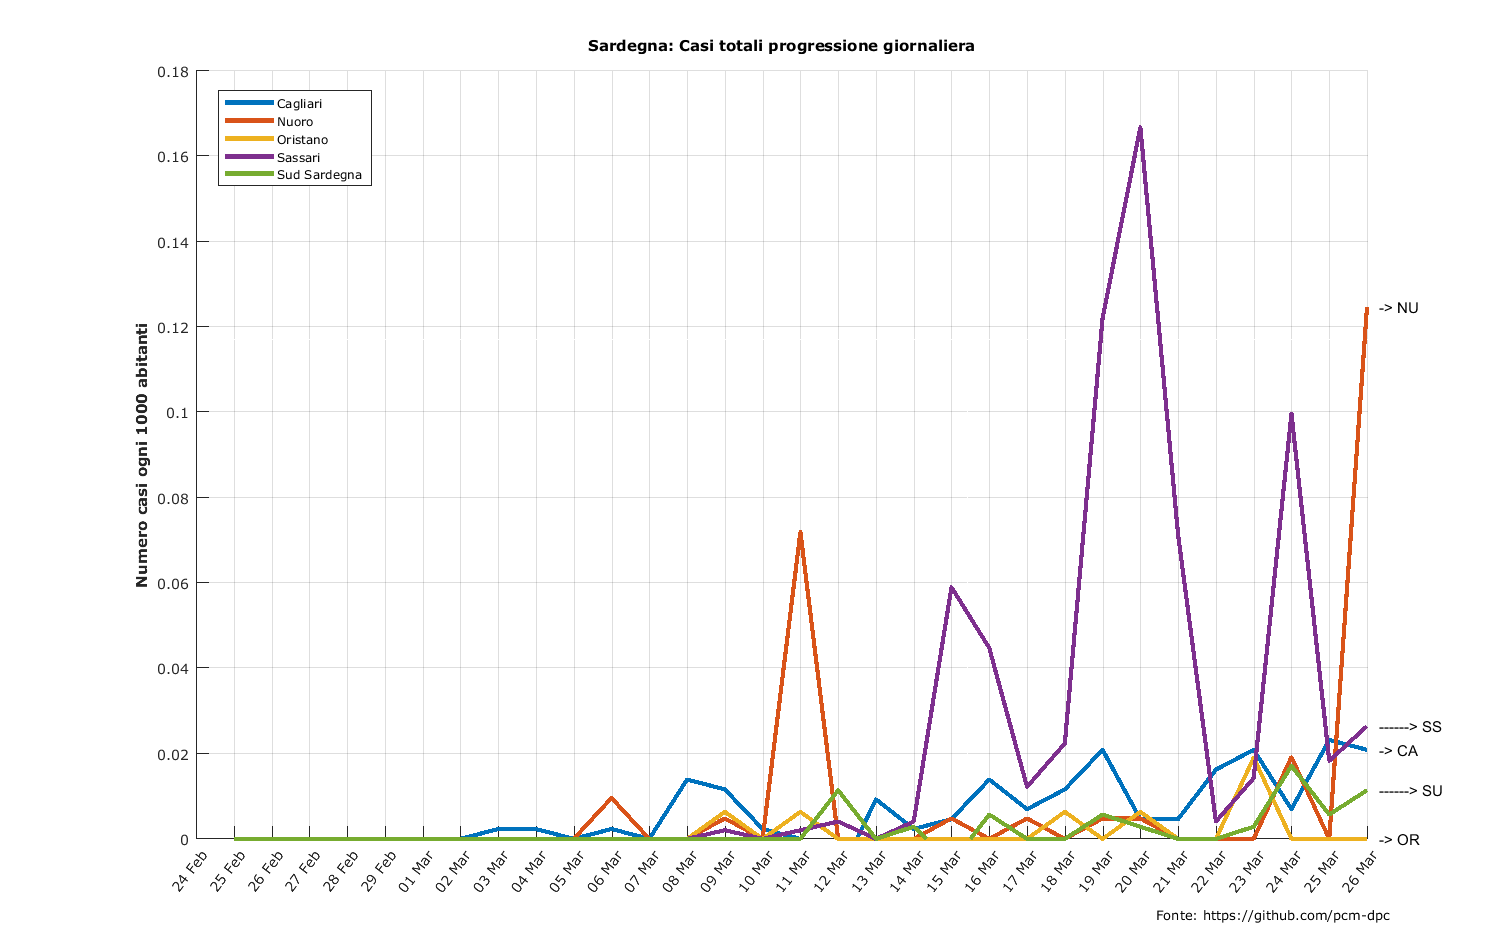 Sardegna: Casi totali progressione giornaliera
0.18
0.16
0.14
0.12
0.1
0.08
0.06
0.04
0.02
0
Numero casi ogni 1000 abitanti
Cagliari
Nuoro
Oristano
Sassari
Sud Sardegna
-> NU
------> SS
-> CA
------> SU
-> OR
24 Feb
25 Feb
26 Feb
27 Feb
28 Feb
29 Feb
01 Mar
02 Mar
03 Mar
04 Mar
05 Mar
06 Mar
07 Mar
08 Mar
09 Mar
10 Mar
11 Mar
12 Mar
13 Mar
14 Mar
15 Mar
16 Mar
17 Mar
18 Mar
19 Mar
20 Mar
21 Mar
22 Mar
23 Mar
24 Mar
25 Mar
26 Mar
Fonte: https://github.com/pcm-dpc